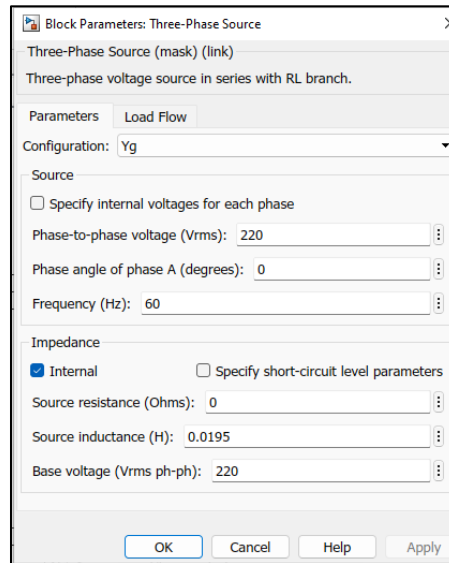 Block Parameters: Three-Phase Source
Three-Phase Source (mask) (link)
Three-phase voltage source in series with RL branch.
Parameters Load Flow
Configuration: Yg
Source
Specify internal voltages for each phase
Phase-to-phase voltage (Vrms): 220
Phase angle of phase A (degrees): 0
Frequency (Hz): 60
Impedance
Internal Specify short-circuit level parameters
Source resistance (Ohms): 0
Source inductance (H): 0.0195
Base voltage (Vrms ph-ph): 220
OK Cancel Help Apply